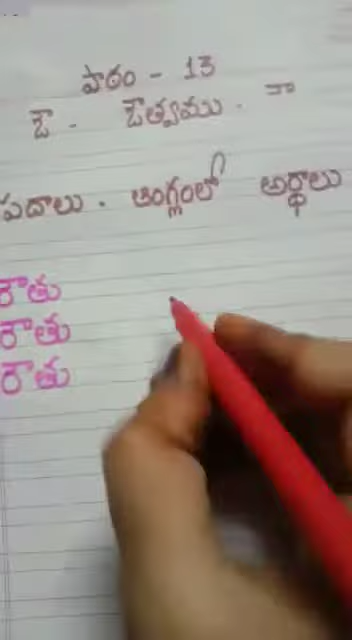 పాఠం - 13
ఔ - ఔత్వము - ౌ
పదాలు - ఆంగ్లంలో అర్థాలు
రౌతు
రౌతు
రౌతు